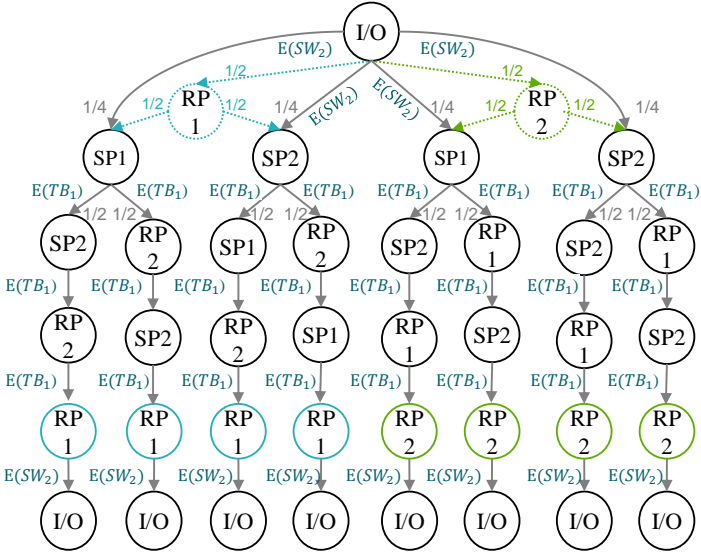 I/O
E(SW₂) E(SW₂)
1/2 1/2
1/4 1/2 RP 1/2 1/4 E(SW₂) E(SW₂) 1/4 1/2 RP 1/2 1/4
1 2
SP1 SP2 SP1 SP2
E(TB₁) E(TB₁) E(TB₁) E(TB₁) E(TB₁) E(TB₁) E(TB₁) E(TB₁)
1/2 1/2 1/2 1/2 1/2 1/2 1/2 1/2
SP2 RP SP1 RP SP2 RP SP2 RP
2 2 1 1
E(TB₁) E(TB₁) E(TB₁) E(TB₁) E(TB₁) E(TB₁) E(TB₁) E(TB₁)
RP SP2 RP SP1 RP SP2 RP SP2
2 2 1 1
E(TB₁) E(TB₁) E(TB₁) E(TB₁) E(TB₁) E(TB₁) E(TB₁) E(TB₁)
RP RP RP RP RP RP RP RP
1 1 1 1 2 2 2 2
E(SW₂) E(SW₂) E(SW₂) E(SW₂) E(SW₂) E(SW₂) E(SW₂) E(SW₂)
I/O I/O I/O I/O I/O I/O I/O I/O